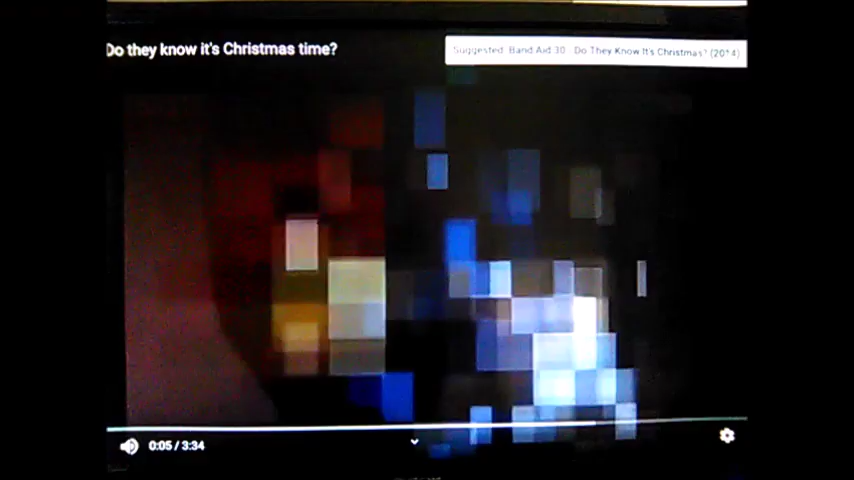 Do they know it's Christmas time?
Suggested: Band Aid 30 - Do They Know It's Christmas? (2014)
0:05 / 3:34